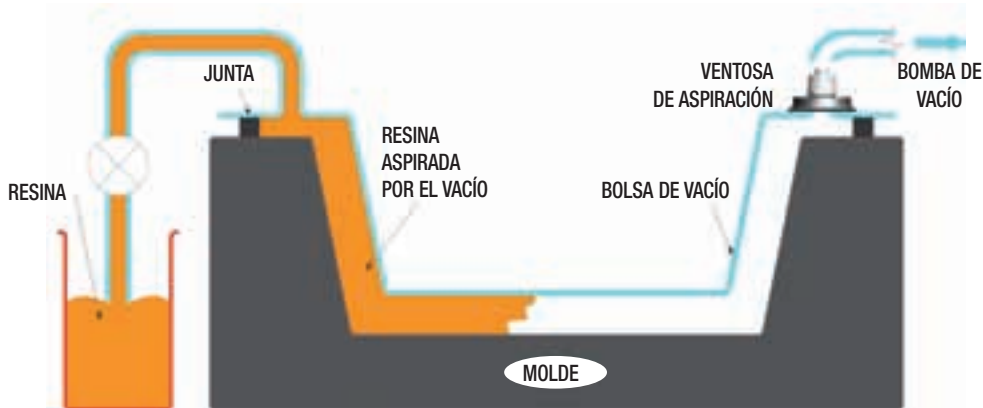 JUNTA
RESINA
RESINA
ASPIRADA
POR EL VACÍO
VENTOSA
DE ASPIRACIÓN
BOMBA DE
VACÍO
BOLSA DE VACÍO
MOLDE